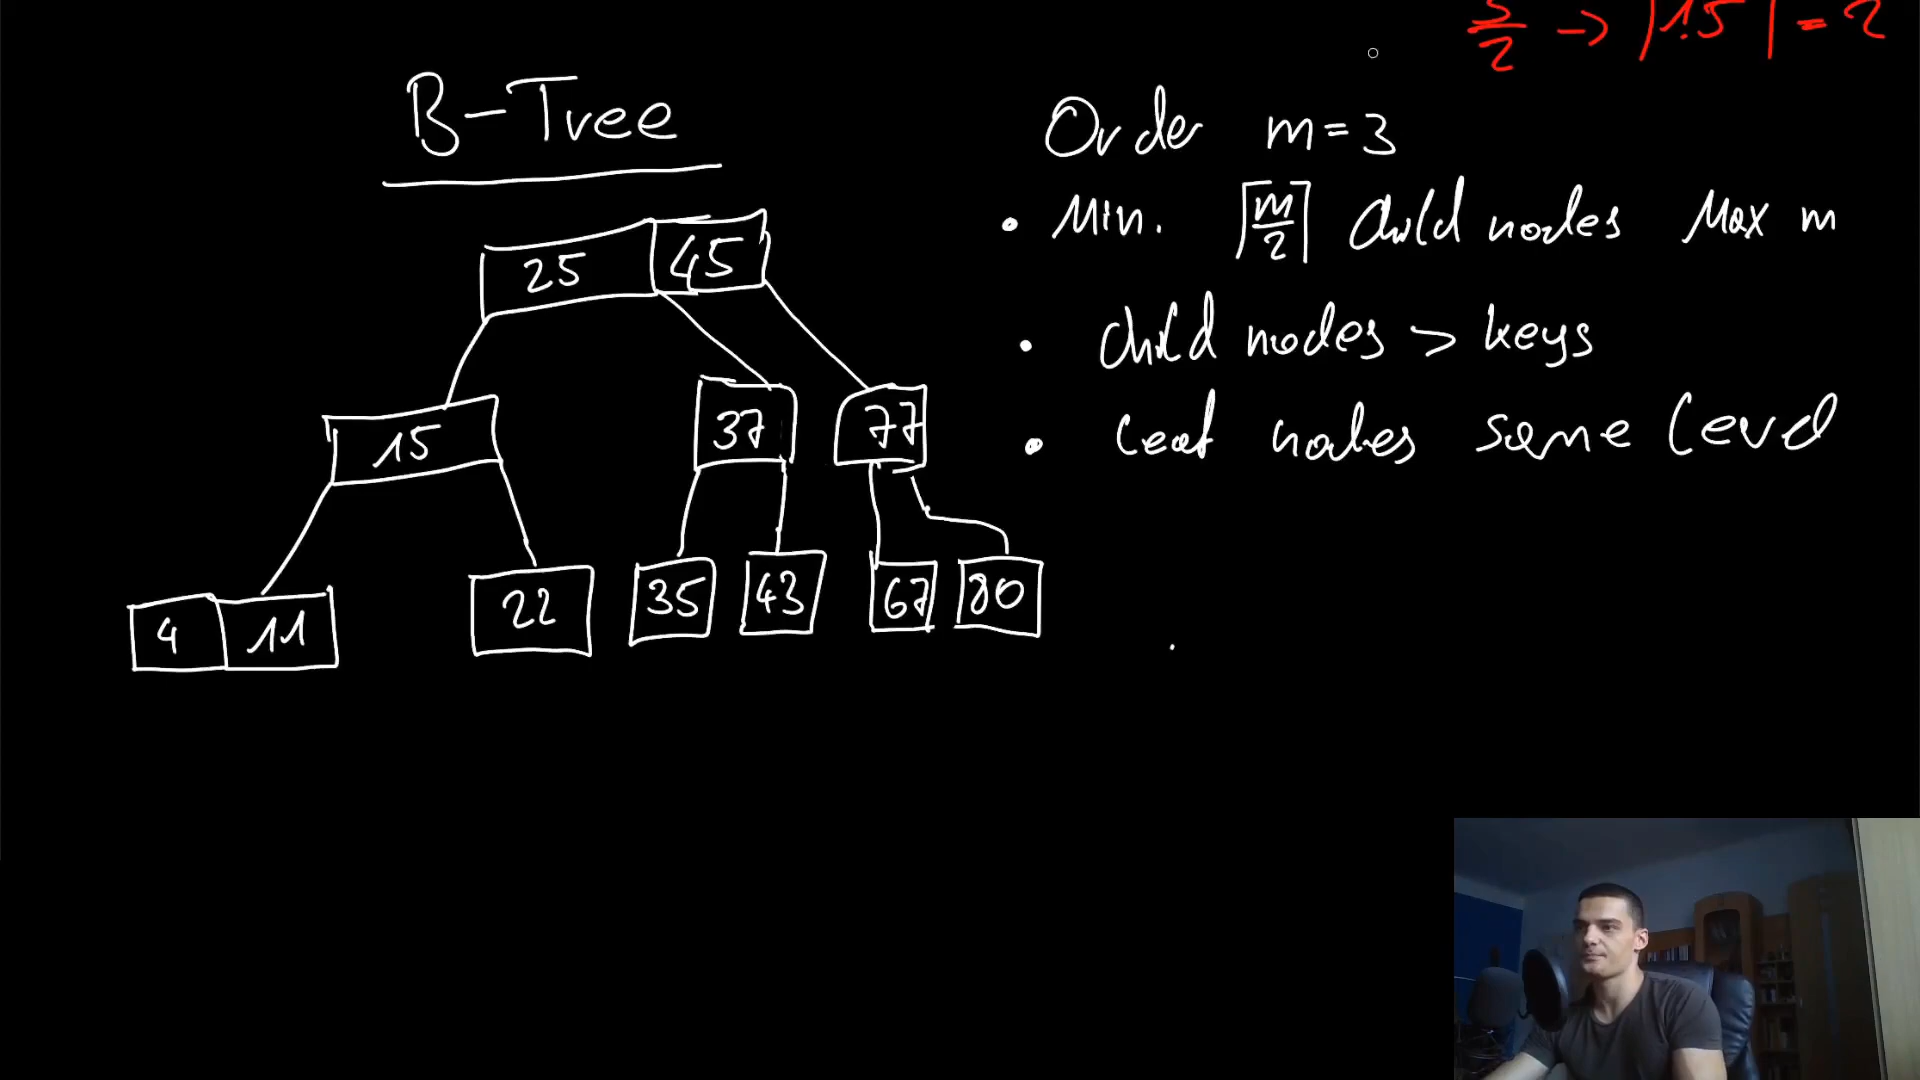 3/2 → |1.5| = 2
B-Tree
Order m=3
• Min. ⌈m/2⌉ Child nodes Max m
25 45
• Child nodes > keys
15 37 77
• Leaf nodes same level
4 11 22 35 43 67 80